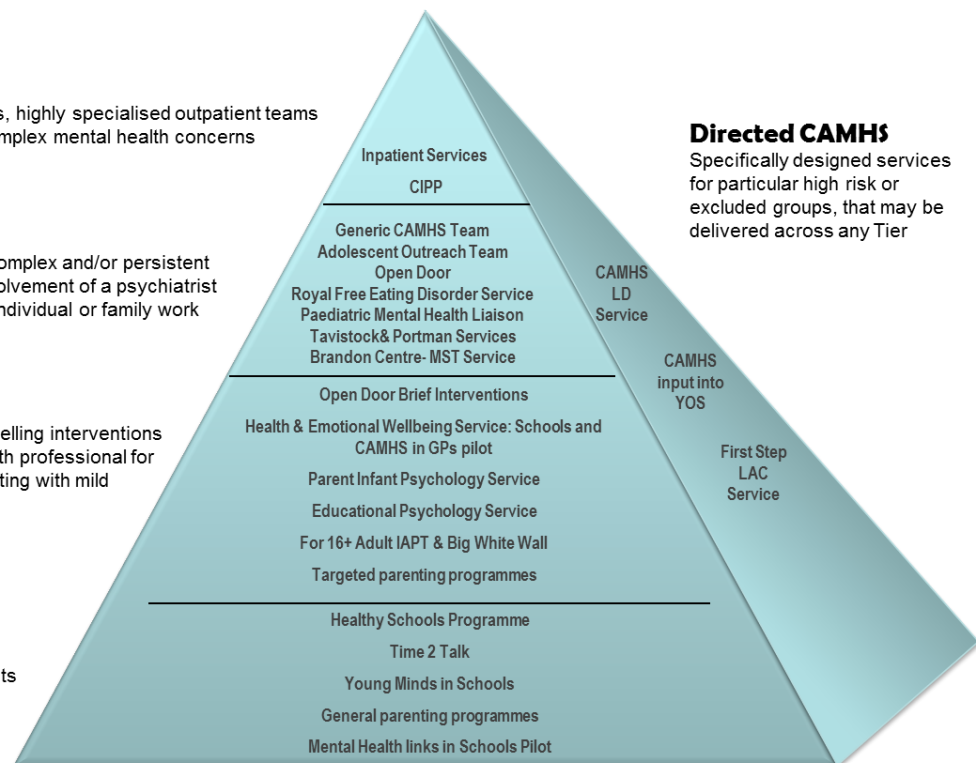 s, highly specialised outpatient teams
mplex mental health concerns
Directed CAMHS
Specifically designed services
for particular high risk or
excluded groups, that may be
delivered across any Tier
Inpatient Services
CIPP
omplex and/or persistent
olvement of a psychiatrist
ndividual or family work
Generic CAMHS Team
Adolescent Outreach Team
Open Door
Royal Free Eating Disorder Service
Paediatric Mental Health Liaison
Tavistock& Portman Services
Brandon Centre- MST Service
CAMHS
LD
Service
CAMHS
input into
YOS
First Step
LAC
Service
elling interventions
th professional for
ting with mild
Open Door Brief Interventions
Health & Emotional Wellbeing Service: Schools and
CAMHS in GPs pilot
Parent Infant Psychology Service
Educational Psychology Service
For 16+ Adult IAPT & Big White Wall
Targeted parenting programmes
ts
Healthy Schools Programme
Time 2 Talk
Young Minds in Schools
General parenting programmes
Mental Health links in Schools Pilot